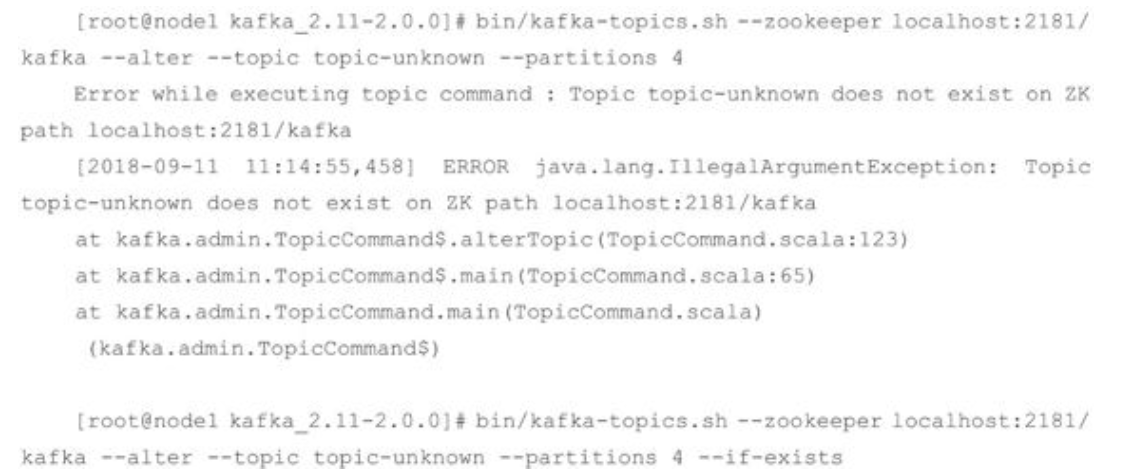 [root@node1 kafka_2.11-2.0.0]# bin/kafka-topics.sh --zookeeper localhost:2181/
kafka --alter --topic topic-unknown --partitions 4
Error while executing topic command : Topic topic-unknown does not exist on ZK
path localhost:2181/kafka
[2018-09-11 11:14:55,458] ERROR java.lang.IllegalArgumentException: Topic
topic-unknown does not exist on ZK path localhost:2181/kafka
at kafka.admin.TopicCommand$.alterTopic(TopicCommand.scala:123)
at kafka.admin.TopicCommand$.main(TopicCommand.scala:65)
at kafka.admin.TopicCommand.main(TopicCommand.scala)
(kafka.admin.TopicCommand$)
[root@node1 kafka_2.11-2.0.0]# bin/kafka-topics.sh --zookeeper localhost:2181/
kafka --alter --topic topic-unknown --partitions 4 --if-exists